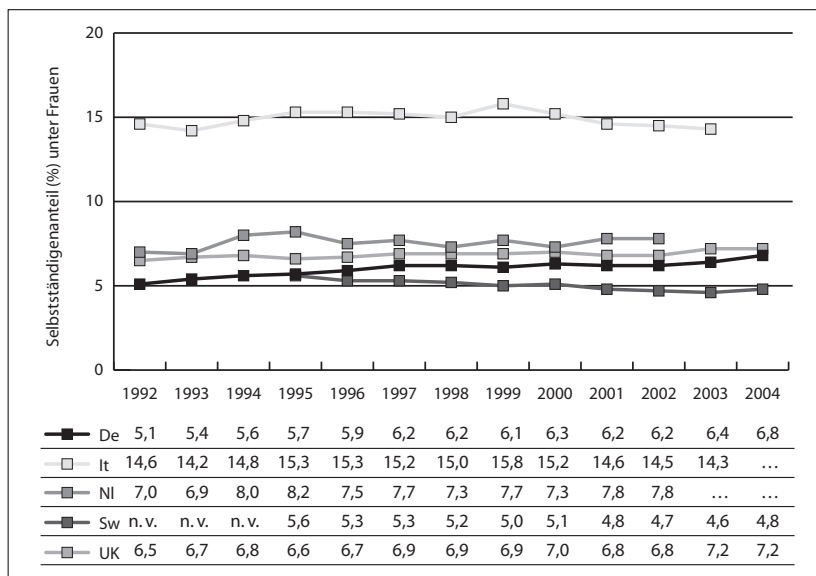 20
15
10
5
0
Selbstständigenanteil (%) unter Frauen
1992 1993 1994 1995 1996 1997 1998 1999 2000 2001 2002 2003 2004
De 5,1 5,4 5,6 5,7 5,9 6,2 6,2 6,1 6,3 6,2 6,2 6,4 6,8
It 14,6 14,2 14,8 15,3 15,3 15,2 15,0 15,8 15,2 14,6 14,5 14,3 ...
Nl 7,0 6,9 8,0 8,2 7,5 7,7 7,3 7,7 7,3 7,8 7,8 ... ...
Sw n. v. n. v. n. v. 5,6 5,3 5,3 5,2 5,0 5,1 4,8 4,7 4,6 4,8
UK 6,5 6,7 6,8 6,6 6,7 6,9 6,9 6,9 7,0 6,8 6,8 7,2 7,2